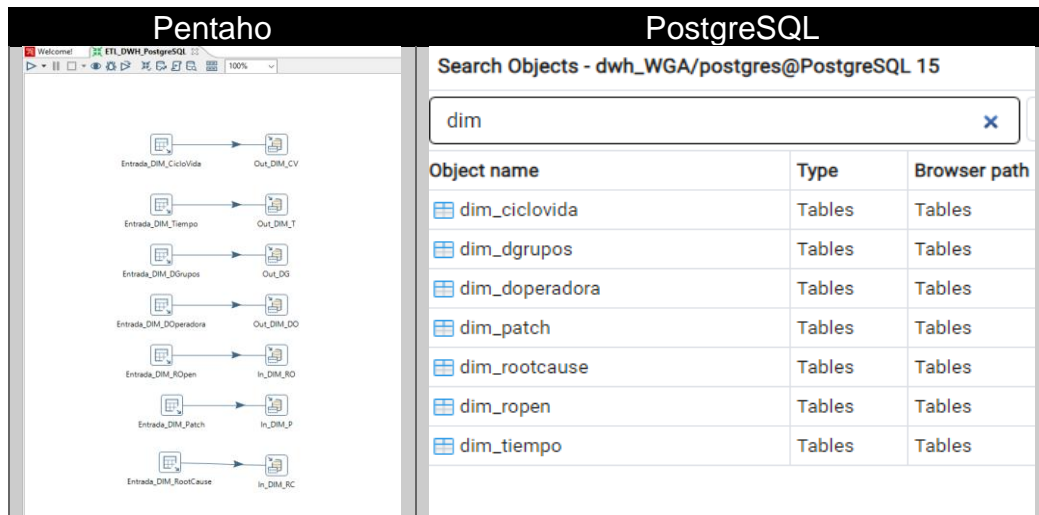 Pentaho
PostgreSQL
Welcome! ETL_DWH_PostgreSQL
100%
Entrada_DIM_CicloVida Out_DIM_CV
Entrada_DIM_Tiempo Out_DIM_T
Entrada_DIM_DGrupos Out_DG
Entrada_DIM_DOperadora Out_DIM_DO
Entrada_DIM_ROpen In_DIM_RO
Entrada_DIM_Patch In_DIM_P
Entrada_DIM_RootCause In_DIM_RC
Search Objects - dwh_WGA/postgres@PostgreSQL 15
dim
Object name Type Browser path
dim_ciclovida Tables Tables
dim_dgrupos Tables Tables
dim_doperadora Tables Tables
dim_patch Tables Tables
dim_rootcause Tables Tables
dim_ropen Tables Tables
dim_tiempo Tables Tables